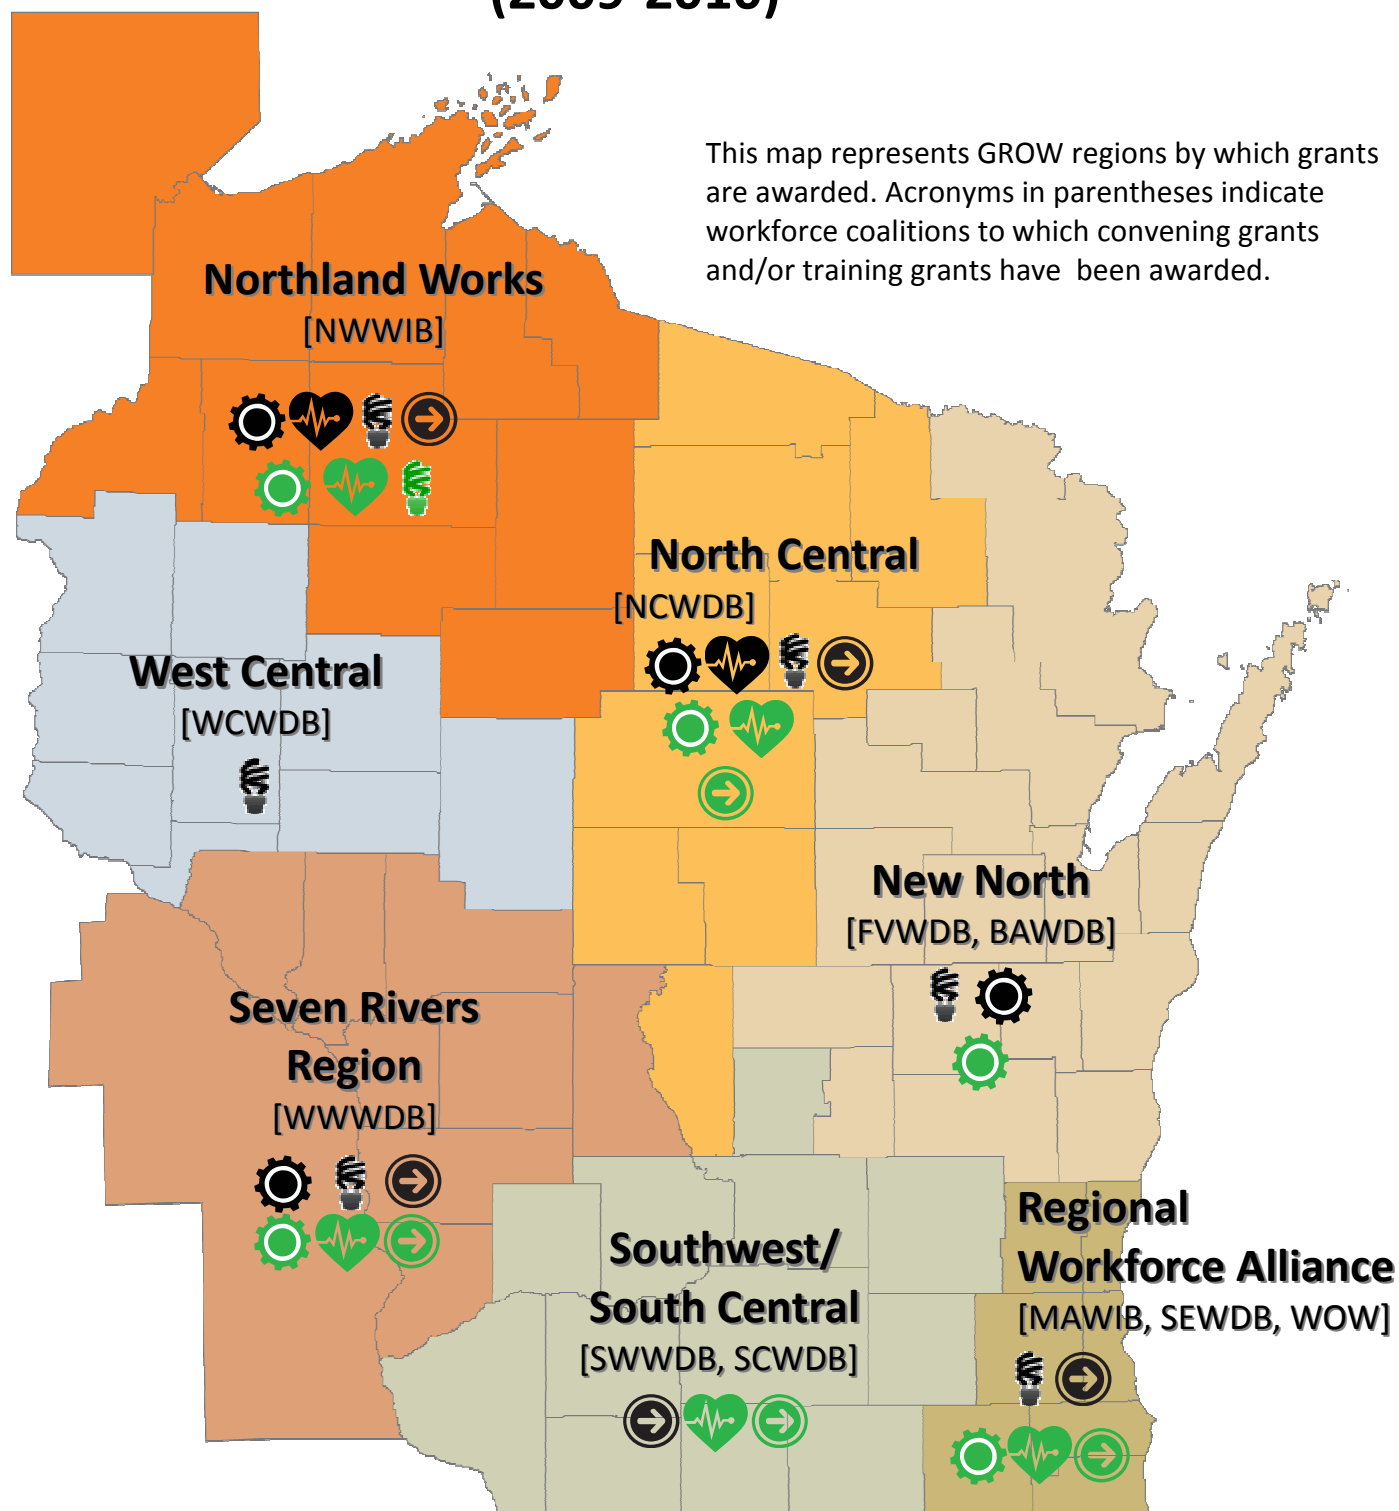 (2009-2010)
This map represents GROW regions by which grants
are awarded. Acronyms in parentheses indicate
workforce coalitions to which convening grants
and/or training grants have been awarded.
Northland Works
[NWWIB]
North Central
[NCWDB]
West Central
[WCWDB]
New North
[FVWDB, BAWDB]
Seven Rivers
Region
[WWWDB]
Southwest/
South Central
[SWWDB, SCWDB]
Regional
Workforce Alliance
[MAWIB, SEWDB, WOW]